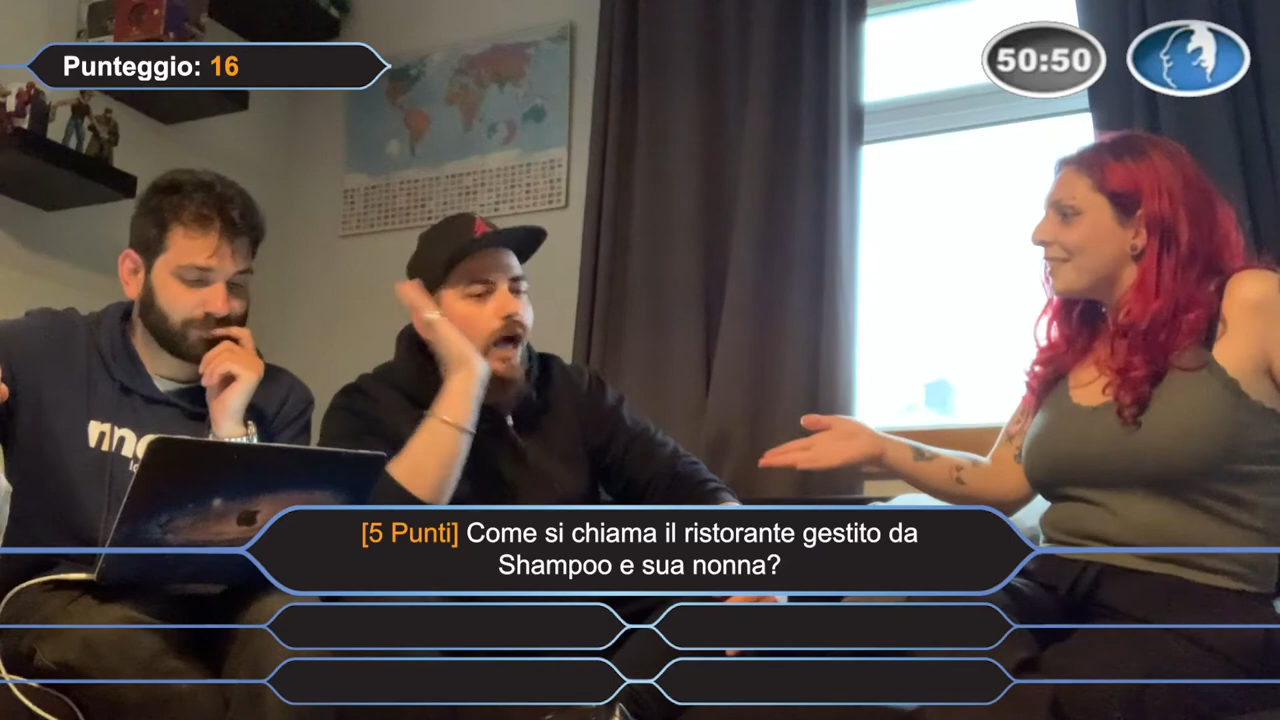 Punteggio: 16
50:50
[5 Punti] Come si chiama il ristorante gestito da
Shampoo e sua nonna?